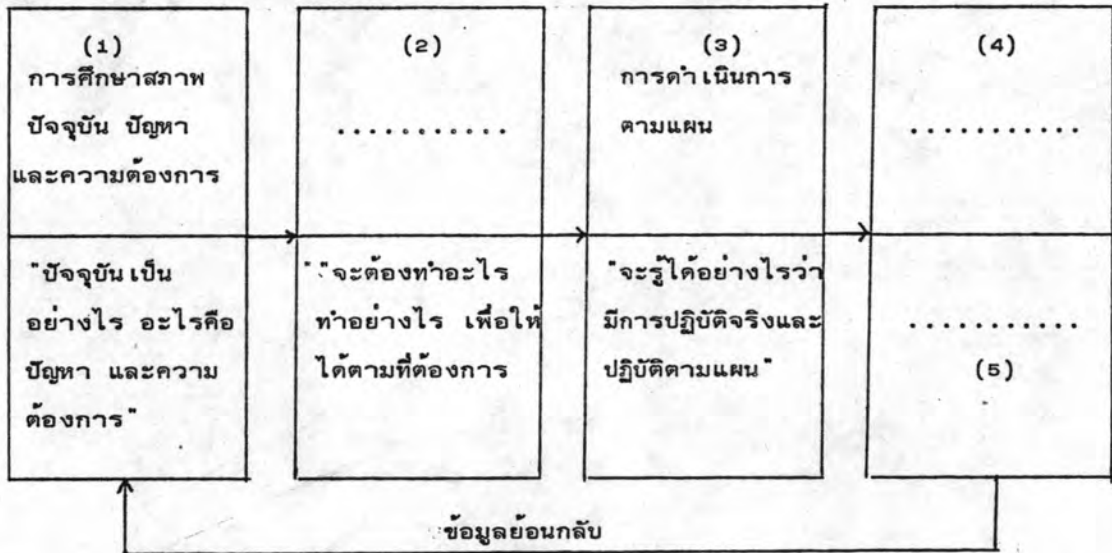 (1)
การศึกษาสภาพ
ปัจจุบัน ปัญหา
และความต้องการ
"ปัจจุบันเป็น
อย่างไร อะไรคือ
ปัญหา และความ
ต้องการ"
(2)
...........
"จะต้องทำอะไร
ทำอย่างไร เพื่อให้
ได้ตามที่ต้องการ
(3)
การดำเนินการ
ตามแผน
"จะรู้ได้อย่างไรว่า
มีการปฏิบัติจริงและ
ปฏิบัติตามแผน"
(4)
...........
...........
(5)
ข้อมูลย้อนกลับ